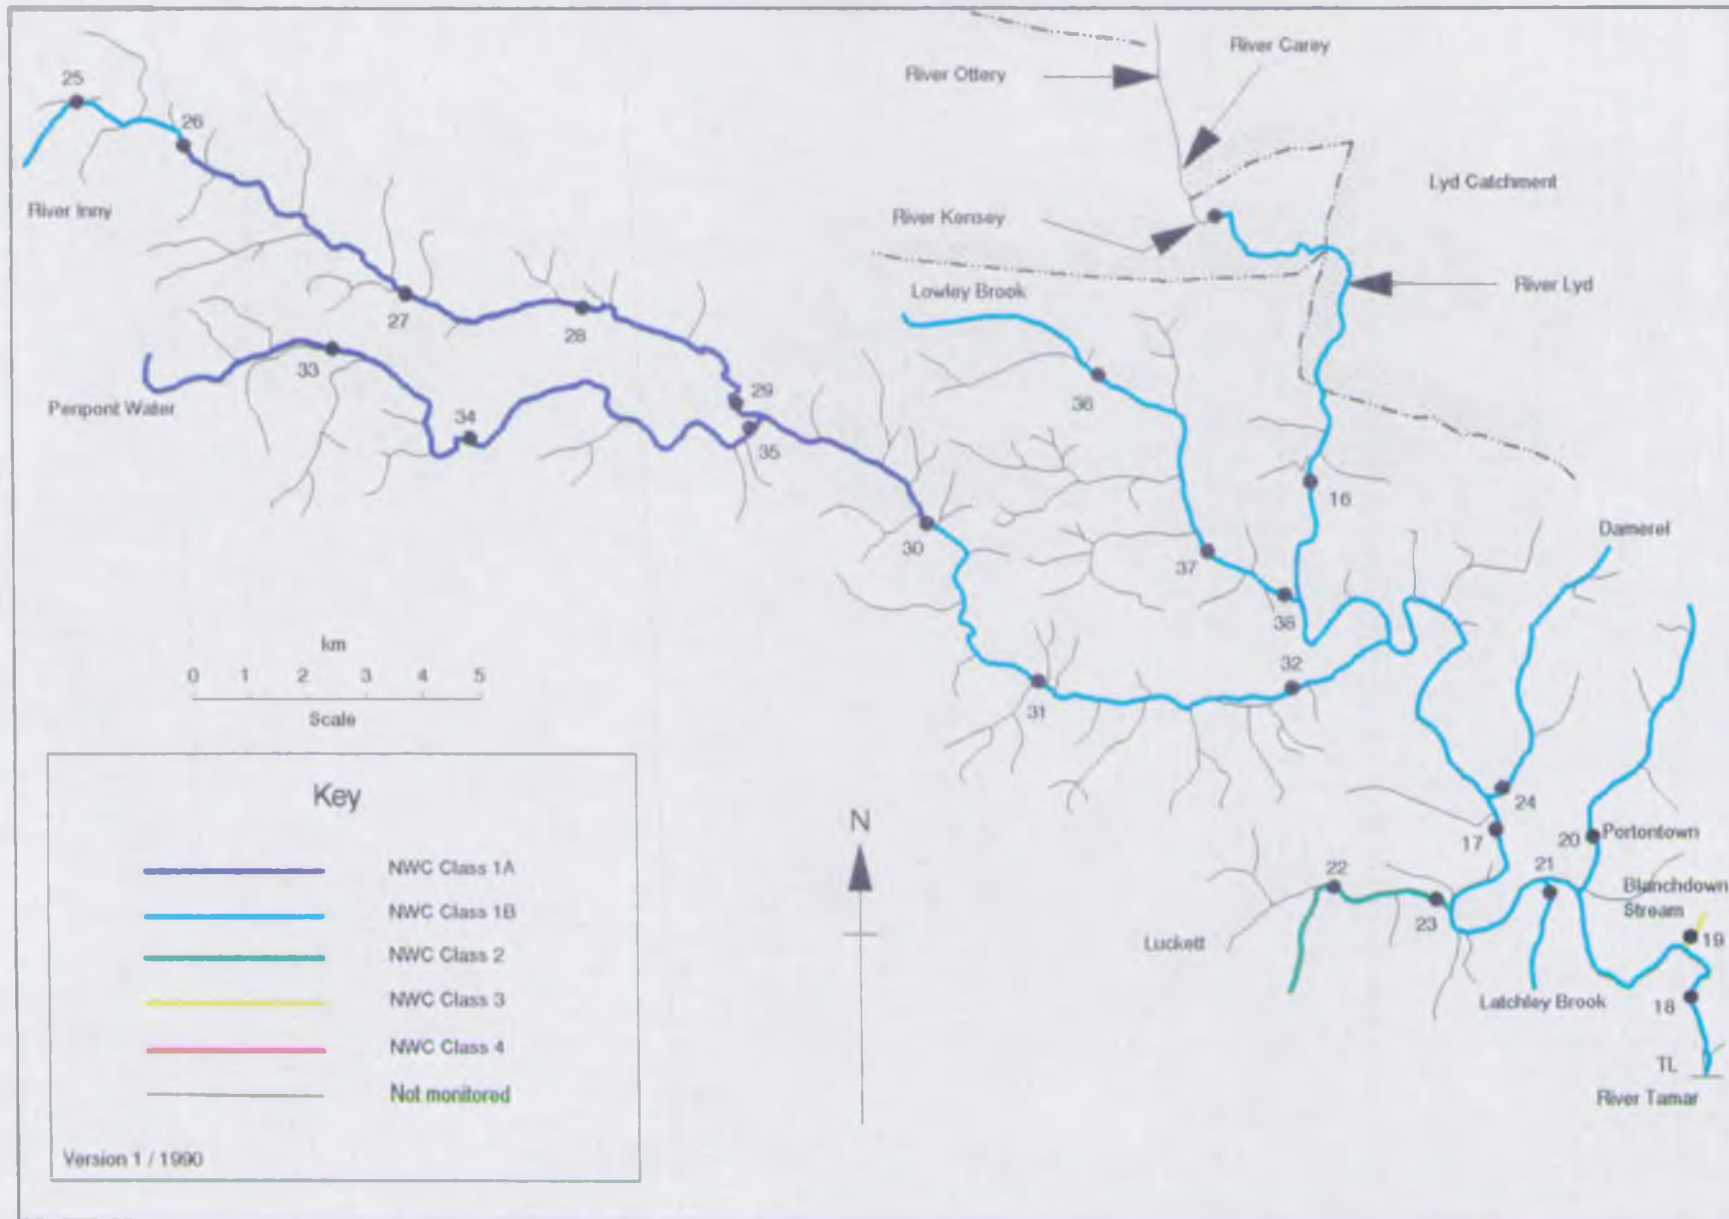 River Carey
River Ottery
25
26
Lyd Catchment
River Inny
River Kensey
River Lyd
Lowley Brook
27
28
33
36
29
Penpont Water
34
35
16
Damerel
30
37
38
km
32
0 1 2 3 4 5
31
Scale
Key
24
N
17
20
Portontown
22
21
NWC Class 1A
Blanchdown
Stream
NWC Class 1B
23
19
Luckett
NWC Class 2
NWC Class 3
Latchley Brook
18
NWC Class 4
TL
Not monitored
River Tamar
Version 1 / 1990